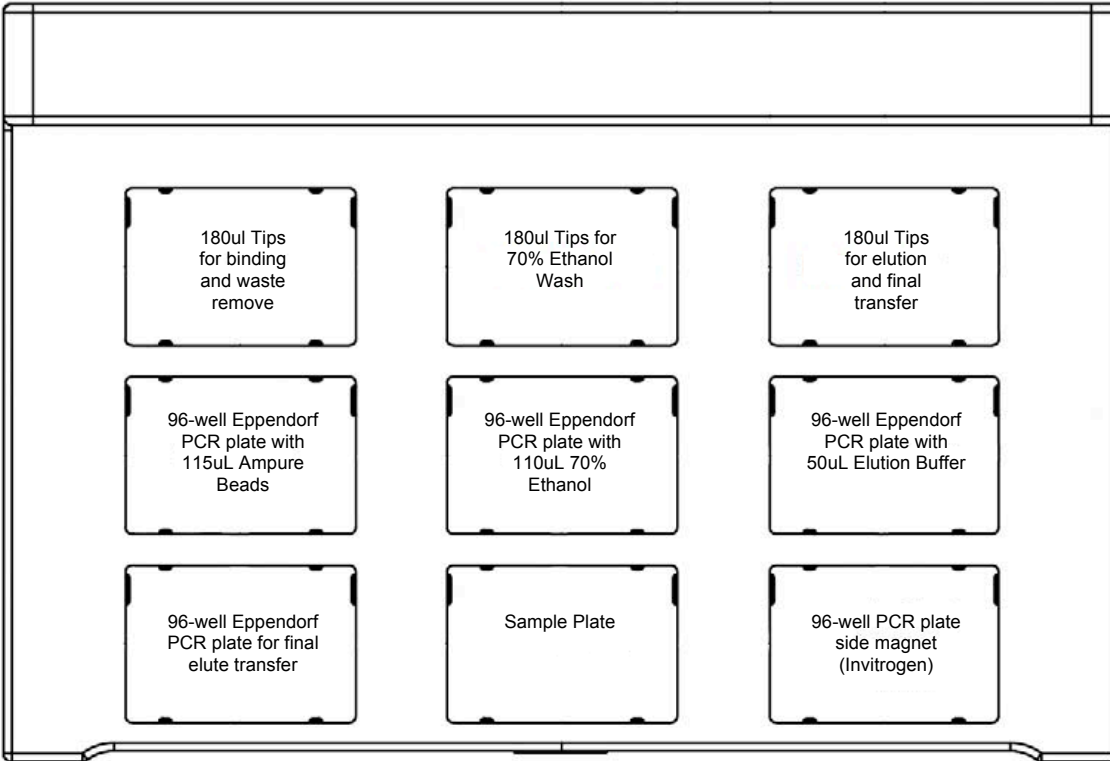 180ul Tips
for binding
and waste
remove
180ul Tips for
70% Ethanol
Wash
180ul Tips
for elution
and final
transfer
96-well Eppendorf
PCR plate with
115uL Ampure
Beads
96-well Eppendorf
PCR plate with
110uL 70%
Ethanol
96-well Eppendorf
PCR plate with
50uL Elution Buffer
96-well Eppendorf
PCR plate for final
elute transfer
Sample Plate
96-well PCR plate
side magnet
(Invitrogen)